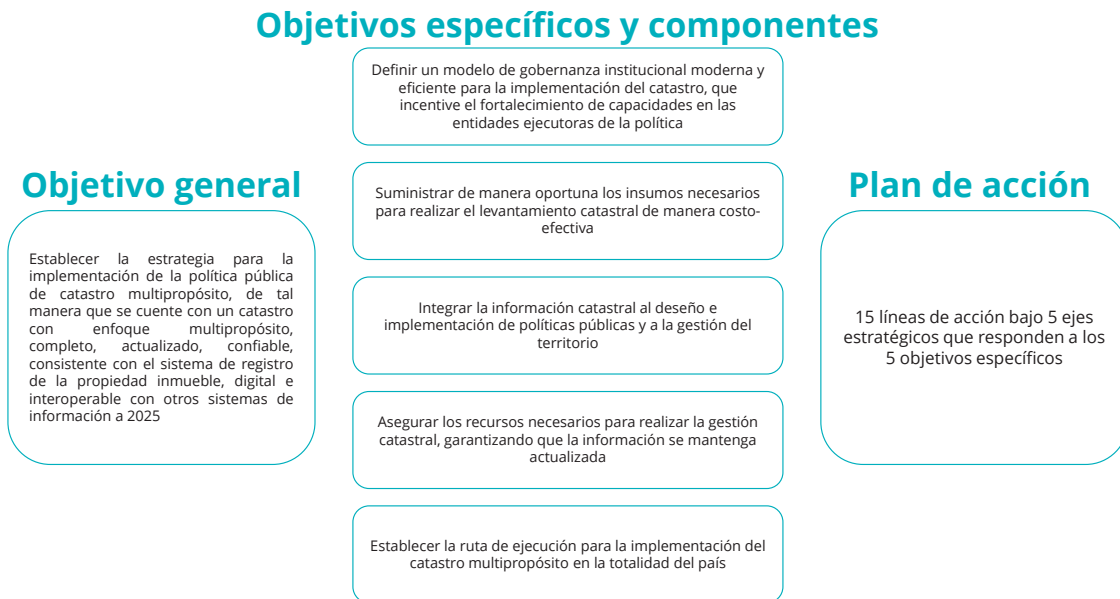 Objetivos específicos y componentes
Definir un modelo de gobernanza institucional moderna y
eficiente para la implementación del catastro, que
incentive el fortalecimiento de capacidades en las
entidades ejecutoras de la política
Objetivo general
Establecer la estrategia para la
implementación de la política pública
de catastro multipropósito, de tal
manera que se cuente con un catastro
con enfoque multipropósito,
completo, actualizado, confiable,
consistente con el sistema de registro
de la propiedad inmueble, digital e
interoperable con otros sistemas de
información a 2025
Suministrar de manera oportuna los insumos necesarios
para realizar el levantamiento catastral de manera costo-
efectiva
Integrar la información catastral al deseño e
implementación de políticas públicas y a la gestión del
territorio
Asegurar los recursos necesarios para realizar la gestión
catastral, garantizando que la información se mantenga
actualizada
Establecer la ruta de ejecución para la implementación del
catastro multipropósito en la totalidad del país
Plan de acción
15 líneas de acción bajo 5 ejes
estratégicos que responden a los
5 objetivos específicos